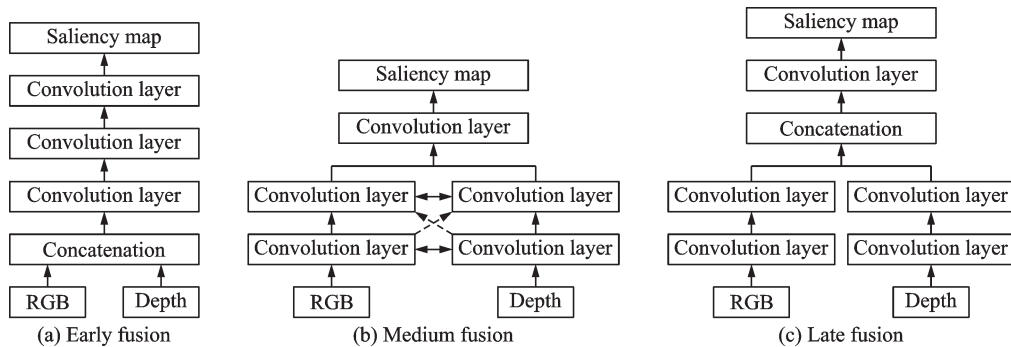 Saliency map
Convolution layer
Convolution layer
Convolution layer
Concatenation
RGB
Depth
(a) Early fusion
Saliency map
Convolution layer
Convolution layer
Convolution layer
Convolution layer
Convolution layer
RGB
Depth
(b) Medium fusion
Saliency map
Convolution layer
Concatenation
Convolution layer
Convolution layer
Convolution layer
Convolution layer
RGB
Depth
(c) Late fusion